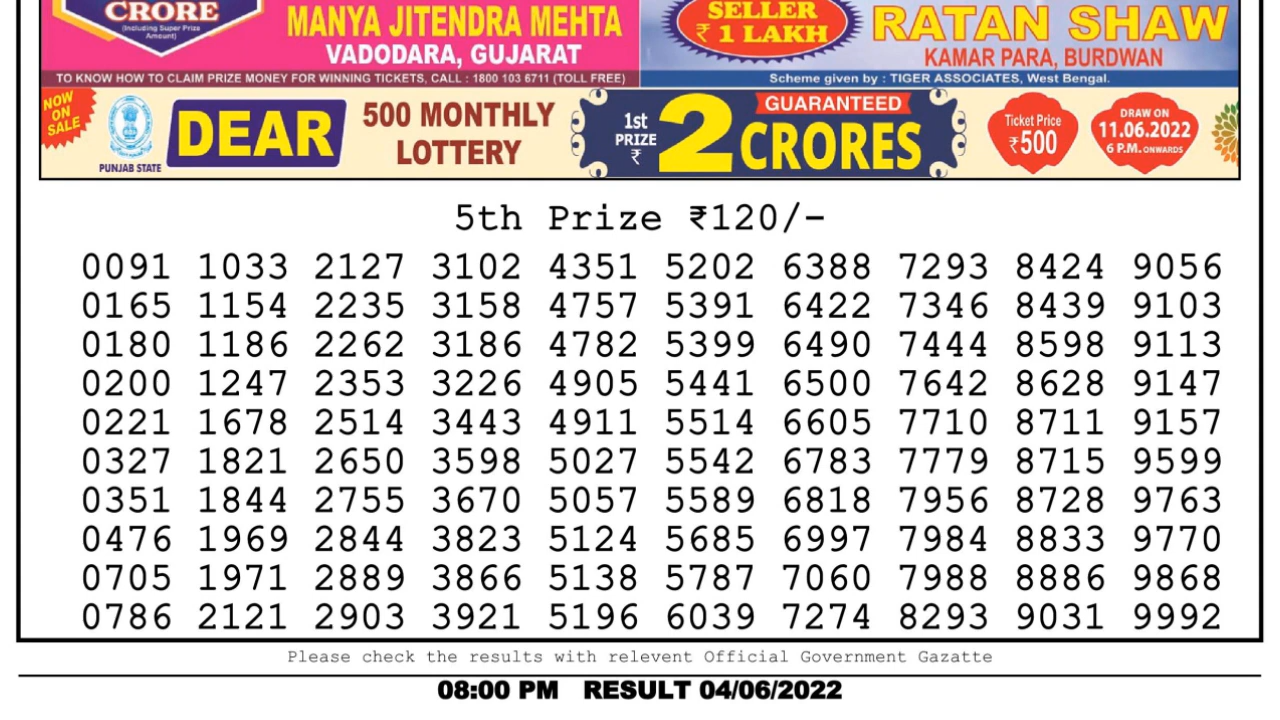 CRORE
(Including Super Prize
Amount)
MANYA JITENDRA MEHTA
VADODARA, GUJARAT
SELLER
₹ 1 LAKH
RATAN SHAW
KAMAR PARA, BURDWAN
TO KNOW HOW TO CLAIM PRIZE MONEY FOR WINNING TICKETS, CALL : 1800 103 6711 (TOLL FREE)
Scheme given by : TIGER ASSOCIATES, West Bengal.
NOW
ON
SALE
PUNJAB STATE
DEAR
500 MONTHLY
LOTTERY
1st
PRIZE
₹
2
GUARANTEED
CRORES
Ticket Price
₹500
DRAW ON
11.06.2022
6 P.M. ONWARDS
5th Prize ₹120/-
0091 1033 2127 3102 4351 5202 6388 7293 8424 9056
0165 1154 2235 3158 4757 5391 6422 7346 8439 9103
0180 1186 2262 3186 4782 5399 6490 7444 8598 9113
0200 1247 2353 3226 4905 5441 6500 7642 8628 9147
0221 1678 2514 3443 4911 5514 6605 7710 8711 9157
0327 1821 2650 3598 5027 5542 6783 7779 8715 9599
0351 1844 2755 3670 5057 5589 6818 7956 8728 9763
0476 1969 2844 3823 5124 5685 6997 7984 8833 9770
0705 1971 2889 3866 5138 5787 7060 7988 8886 9868
0786 2121 2903 3921 5196 6039 7274 8293 9031 9992
Please check the results with relevent Official Government Gazatte
08:00 PM RESULT 04/06/2022